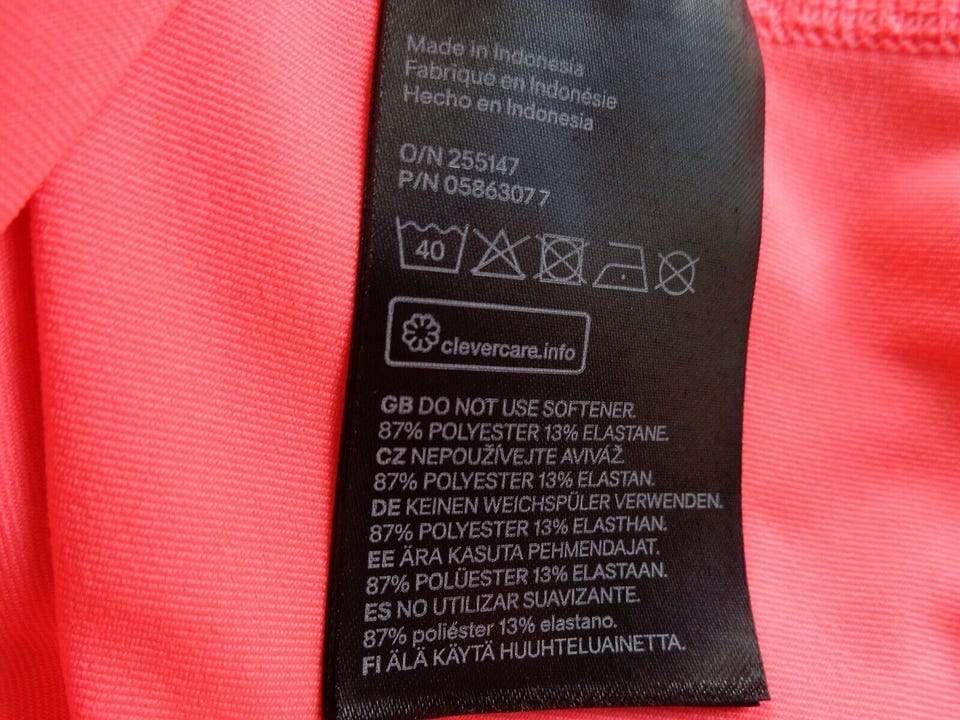 Made in Indonesia
Fabriqué en Indonésie
Hecho en Indonesia
O/N 255147
P/N 0586307 7
40
clevercare.info
GB DO NOT USE SOFTENER.
87% POLYESTER 13% ELASTANE.
CZ NEPOUŽÍVEJTE AVIVÁŽ
87% POLYESTER 13% ELASTAN.
DE KEINEN WEICHSPÜLER VERWENDEN.
87% POLYESTER 13% ELASTHAN.
EE ÄRA KASUTA PEHMENDAJAT.
87% POLÜESTER 13% ELASTAAN.
ES NO UTILIZAR SUAVIZANTE.
87% poliéster 13% elastano.
FI ÄLÄ KÄYTÄ HUUHTELUAINETTA.